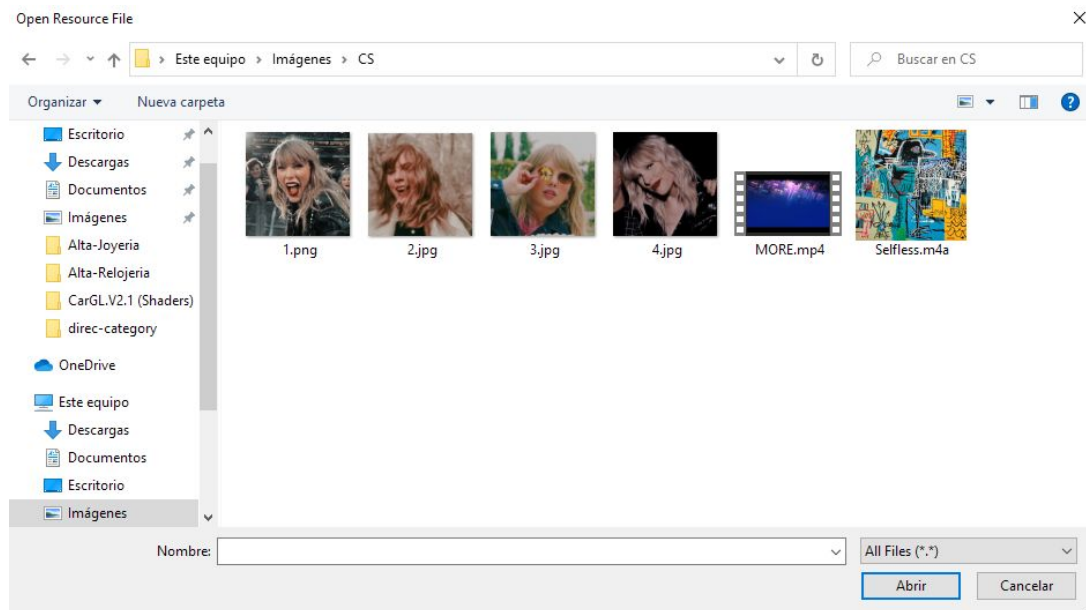 Open Resource File
Este equipo > Imágenes > CS
Buscar en CS
Organizar
Nueva carpeta
Escritorio
Descargas
Documentos
Imágenes
Alta-Joyeria
Alta-Relojeria
CarGL.V2.1 (Shaders)
direc-category
OneDrive
Este equipo
Descargas
Documentos
Escritorio
Imágenes
1.png
2.jpg
3.jpg
4.jpg
MORE.mp4
Selfless.m4a
Nombre:
All Files (*.*)
Abrir
Cancelar